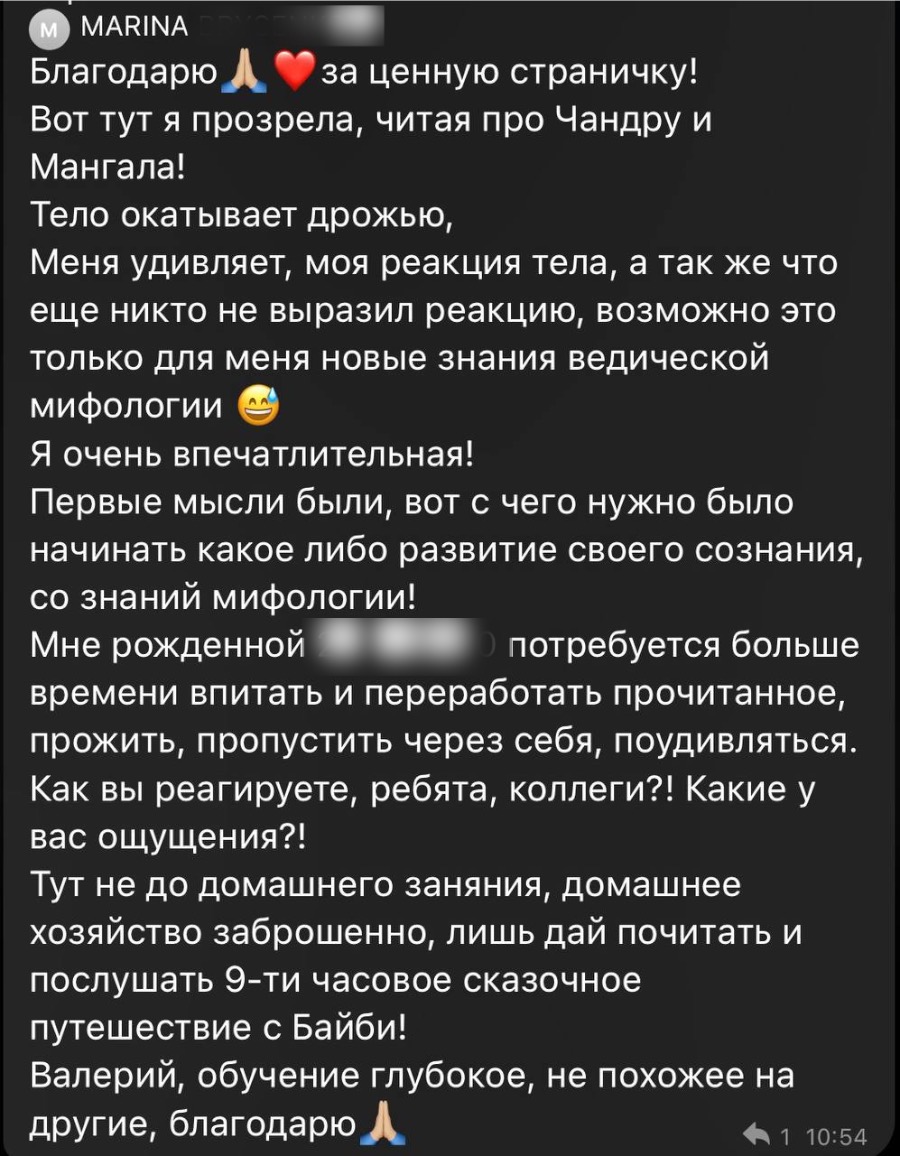 M MARINA
Благодарю🙏🏼❤️за ценную страничку!
Вот тут я прозрела, читая про Чандру и
Мангала!
Тело окатывает дрожью,
Меня удивляет, моя реакция тела, а так же что
еще никто не выразил реакцию, возможно это
только для меня новые знания ведической
мифологии 😅
Я очень впечатлительная!
Первые мысли были, вот с чего нужно было
начинать какое либо развитие своего сознания,
со знаний мифологии!
Мне рожденной потребуется больше
времени впитать и переработать прочитанное,
прожить, пропустить через себя, поудивляться.
Как вы реагируете, ребята, коллеги?! Какие у
вас ощущения?!
Тут не до домашнего заняния, домашнее
хозяйство заброшенно, лишь дай почитать и
послушать 9-ти часовое сказочное
путешествие с Байби!
Валерий, обучение глубокое, не похожее на
другие, благодарю🙏🏼
1 10:54